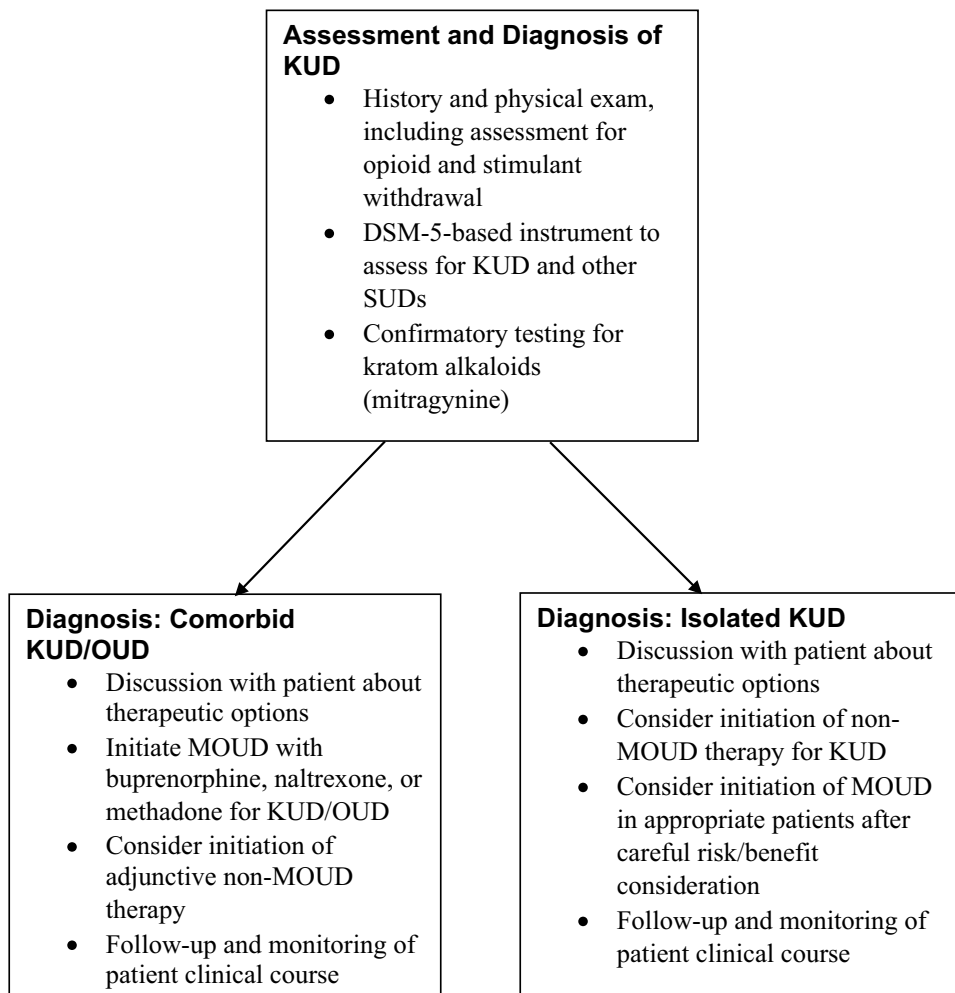 Assessment and Diagnosis of
KUD
• History and physical exam,
including assessment for
opioid and stimulant
withdrawal
• DSM-5-based instrument to
assess for KUD and other
SUDs
• Confirmatory testing for
kratom alkaloids
(mitragynine)
Diagnosis: Comorbid
KUD/OUD
• Discussion with patient about
therapeutic options
• Initiate MOUD with
buprenorphine, naltrexone, or
methadone for KUD/OUD
• Consider initiation of
adjunctive non-MOUD
therapy
• Follow-up and monitoring of
patient clinical course
Diagnosis: Isolated KUD
• Discussion with patient about
therapeutic options
• Consider initiation of non-
MOUD therapy for KUD
• Consider initiation of MOUD
in appropriate patients after
careful risk/benefit
consideration
• Follow-up and monitoring of
patient clinical course